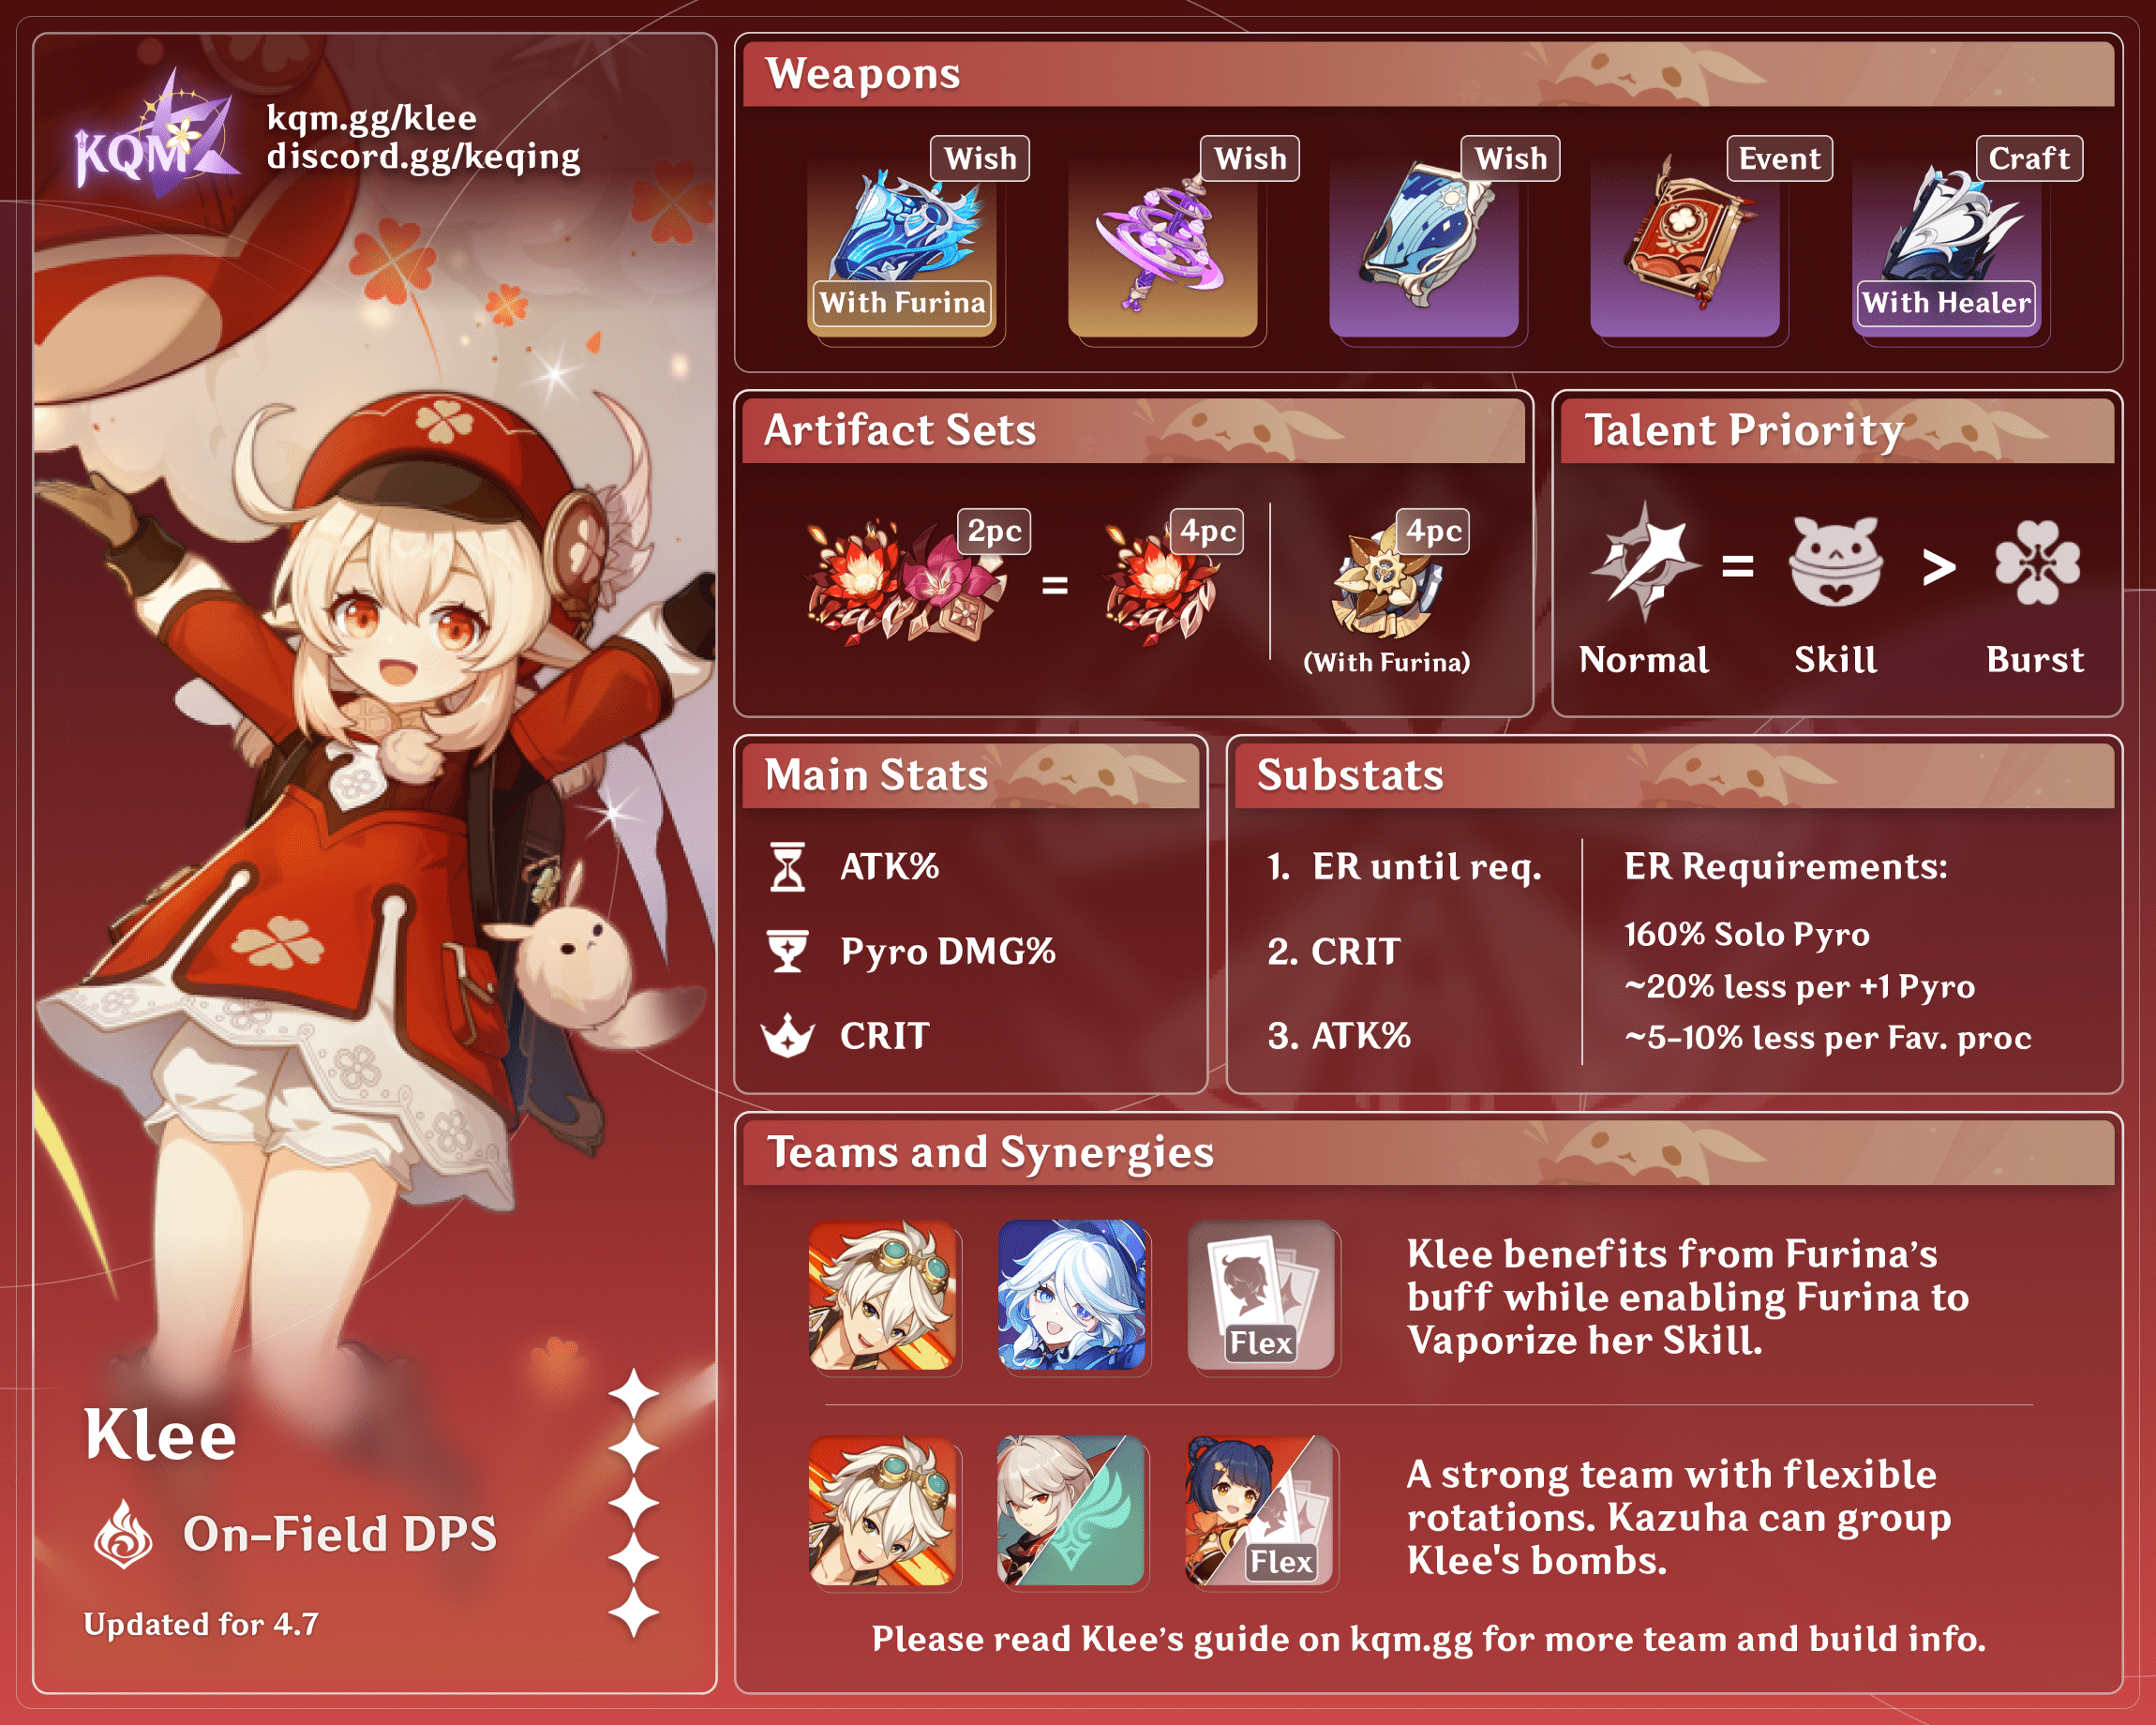 KQM
kqm.gg/klee
discord.gg/keqing
Klee
On-Field DPS
Updated for 4.7
Weapons
Wish
With Furina
Wish
Wish
Event
Craft
With Healer
Artifact Sets
2pc
=
4pc
4pc
(With Furina)
Talent Priority
= >
Normal Skill Burst
Main Stats
ATK%
Pyro DMG%
CRIT
Substats
1. ER until req.
2. CRIT
3. ATK%
ER Requirements:
160% Solo Pyro
~20% less per +1 Pyro
~5-10% less per Fav. proc
Teams and Synergies
Flex
Klee benefits from Furina’s
buff while enabling Furina to
Vaporize her Skill.
Flex
A strong team with flexible
rotations. Kazuha can group
Klee's bombs.
Please read Klee’s guide on kqm.gg for more team and build info.